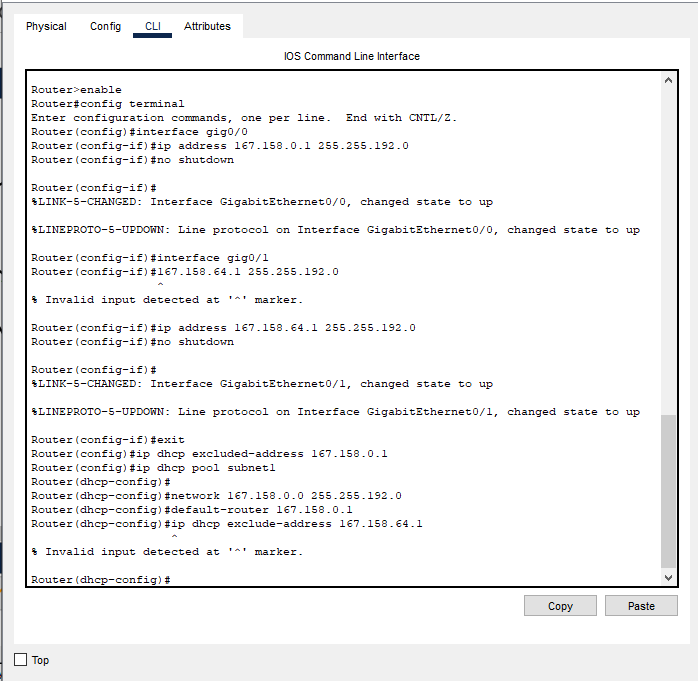 Physical Config CLI Attributes
IOS Command Line Interface
Router>enable
Router#config terminal
Enter configuration commands, one per line.  End with CNTL/Z.
Router(config)#interface gig0/0
Router(config-if)#ip address 167.158.0.1 255.255.192.0
Router(config-if)#no shutdown
Router(config-if)#
%LINK-5-CHANGED: Interface GigabitEthernet0/0, changed state to up
%LINEPROTO-5-UPDOWN: Line protocol on Interface GigabitEthernet0/0, changed state to up
Router(config-if)#interface gig0/1
Router(config-if)#167.158.64.1 255.255.192.0
^
% Invalid input detected at '^' marker.
Router(config-if)#ip address 167.158.64.1 255.255.192.0
Router(config-if)#no shutdown
Router(config-if)#
%LINK-5-CHANGED: Interface GigabitEthernet0/1, changed state to up
%LINEPROTO-5-UPDOWN: Line protocol on Interface GigabitEthernet0/1, changed state to up
Router(config-if)#exit
Router(config)#ip dhcp excluded-address 167.158.0.1
Router(config)#ip dhcp pool subnet1
Router(dhcp-config)#
Router(dhcp-config)#network 167.158.0.0 255.255.192.0
Router(dhcp-config)#default-router 167.158.0.1
Router(dhcp-config)#ip dhcp exclude-address 167.158.64.1
^
% Invalid input detected at '^' marker.
Router(dhcp-config)#
Copy Paste
Top